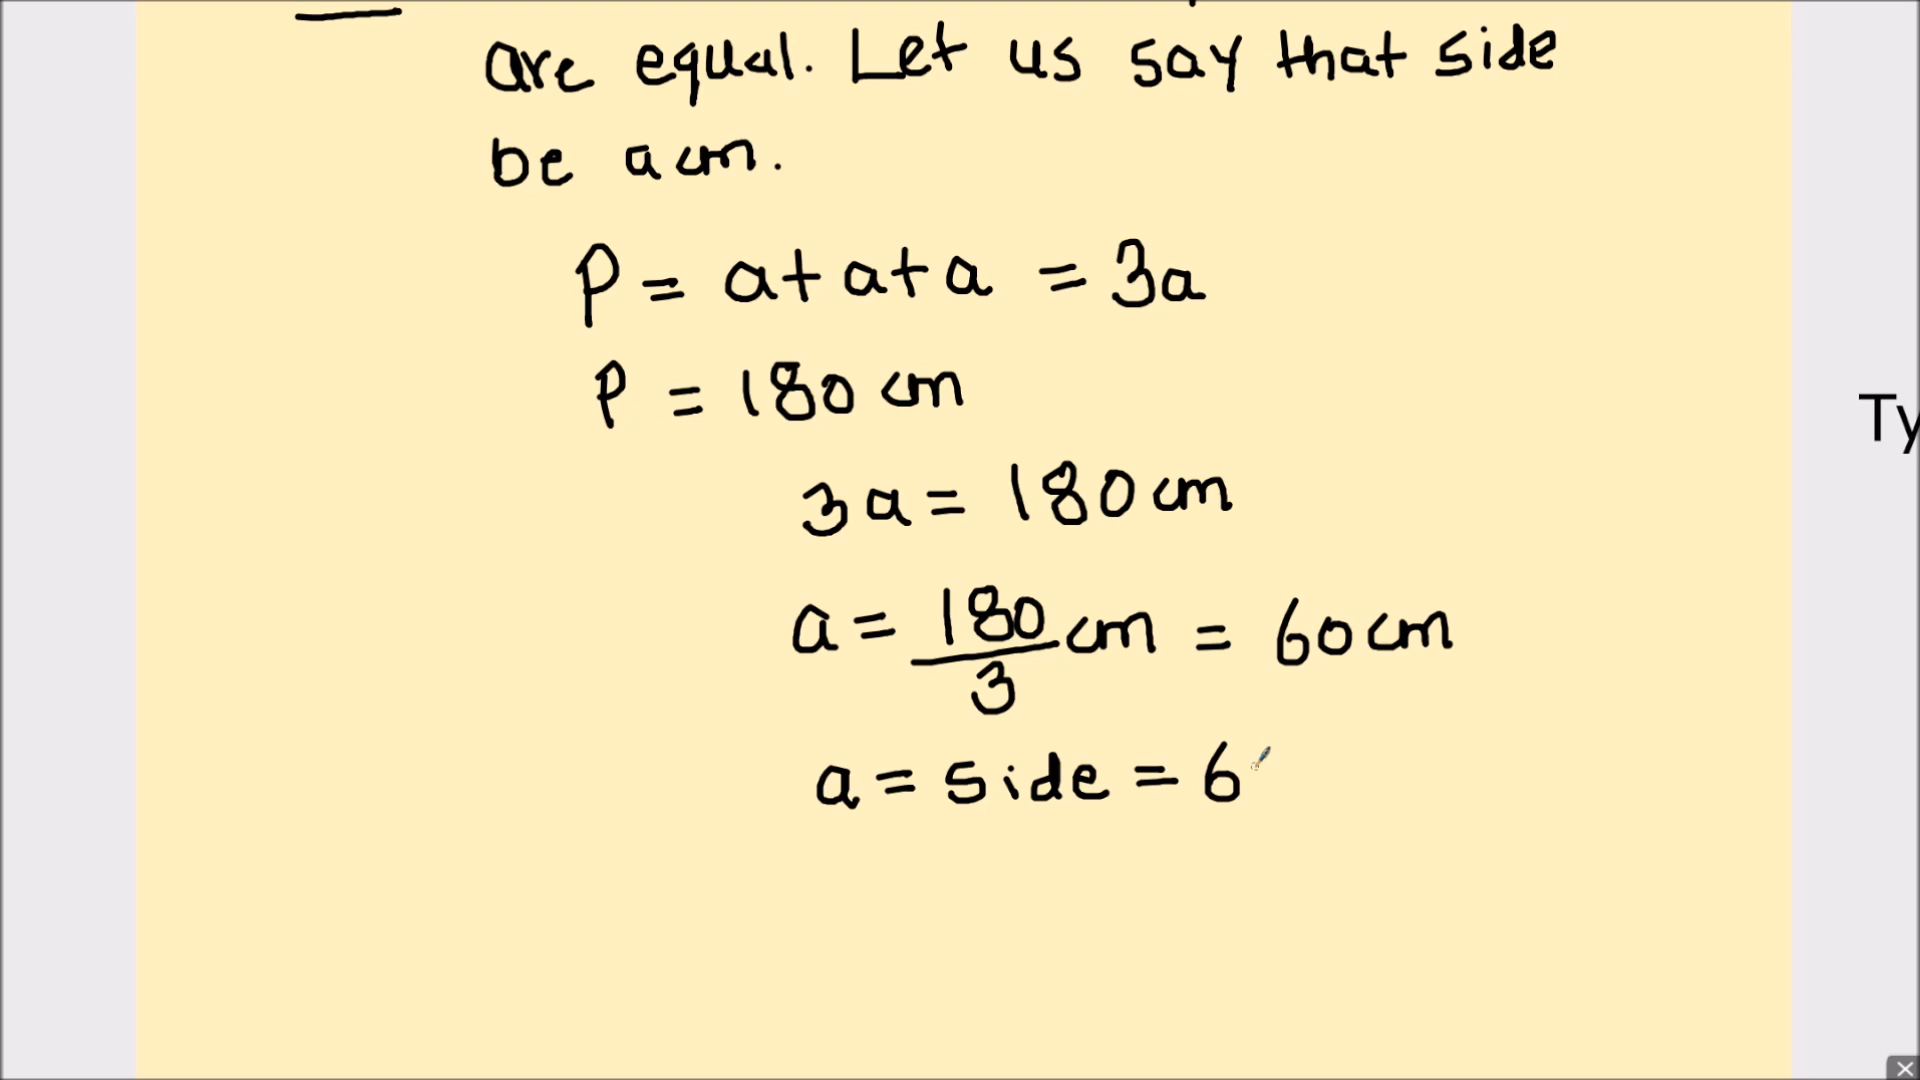 are equal. Let us say that side
be a cm.
P = a + a + a = 3a
P = 180 cm
Ty
3a = 180 cm
a = 180/3 cm = 60 cm
a = side = 6